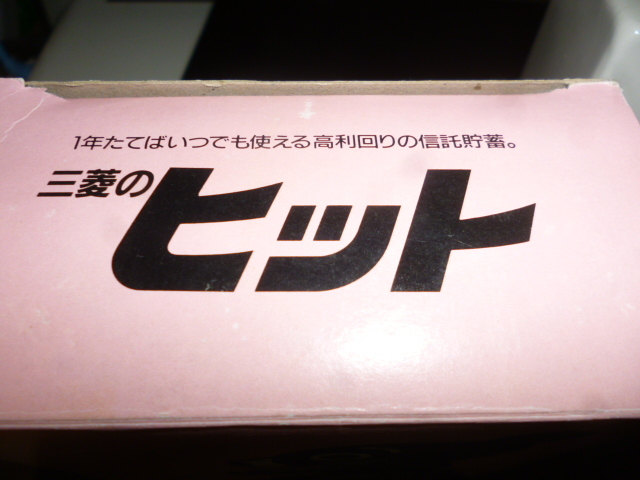 1年たてばいつでも使える高利回りの信託貯蓄。
三菱の
ヒット